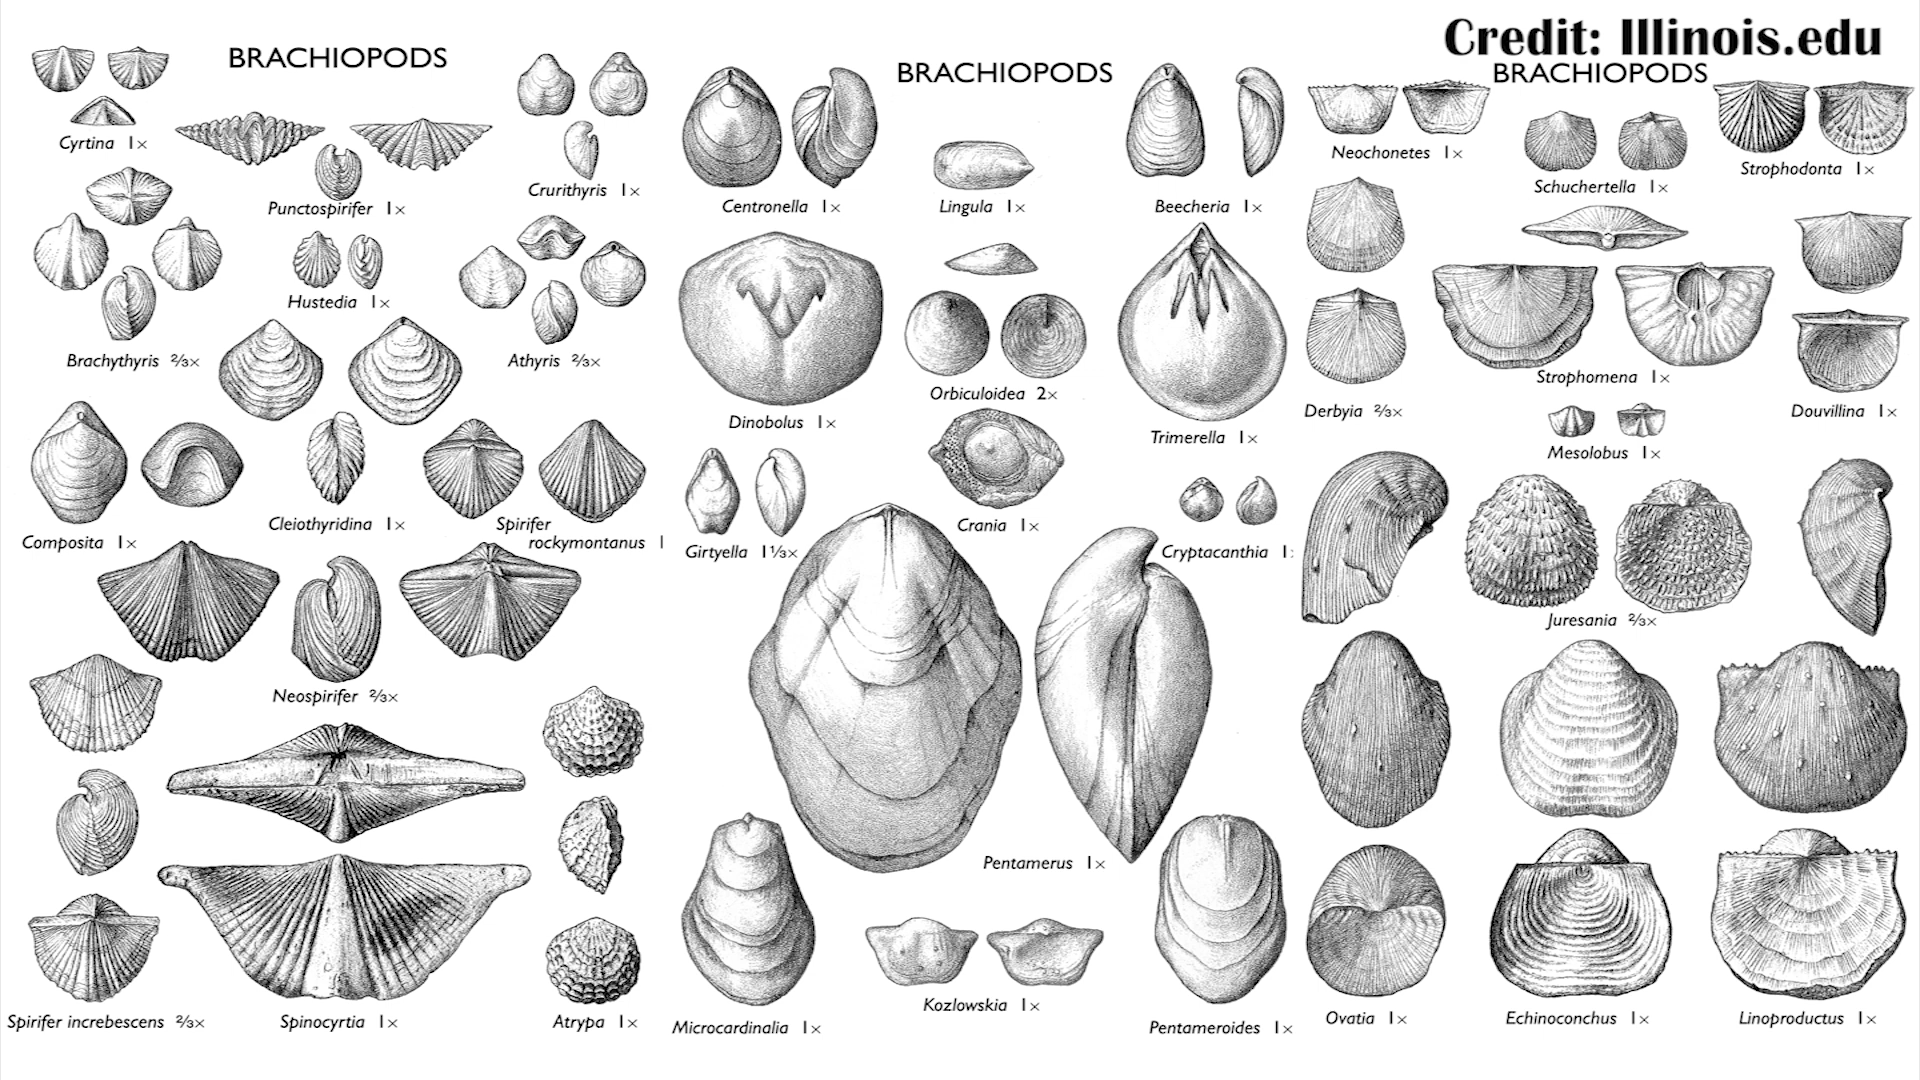 Credit: Illinois.edu
BRACHIOPODS
Cyrtina 1×
Punctospirifer 1×
Crurithyris 1×
Brachythyris ⅔×
Hustedia 1×
Athyris ⅔×
Composita 1×
Cleiothyridina 1×
Spirifer
rockymontanus 1
Neospirifer ⅔×
Spirifer increbescens ⅔×
Spinocyrtia 1×
Atrypa 1×
BRACHIOPODS
Centronella 1×
Lingula 1×
Beecheria 1×
Dinobolus 1×
Orbiculoidea 2×
Trimerella 1×
Girtyella 1⅓×
Crania 1×
Cryptacanthia 1
Pentamerus 1×
Microcardinalia 1×
Kozlowskia 1×
Pentameroides 1×
BRACHIOPODS
Neochonetes 1×
Schuchertella 1×
Strophodonta 1×
Derbyia ⅔×
Strophomena 1×
Douvillina 1×
Mesolobus 1×
Juresania ⅔×
Ovatia 1×
Echinoconchus 1×
Linoproductus 1×